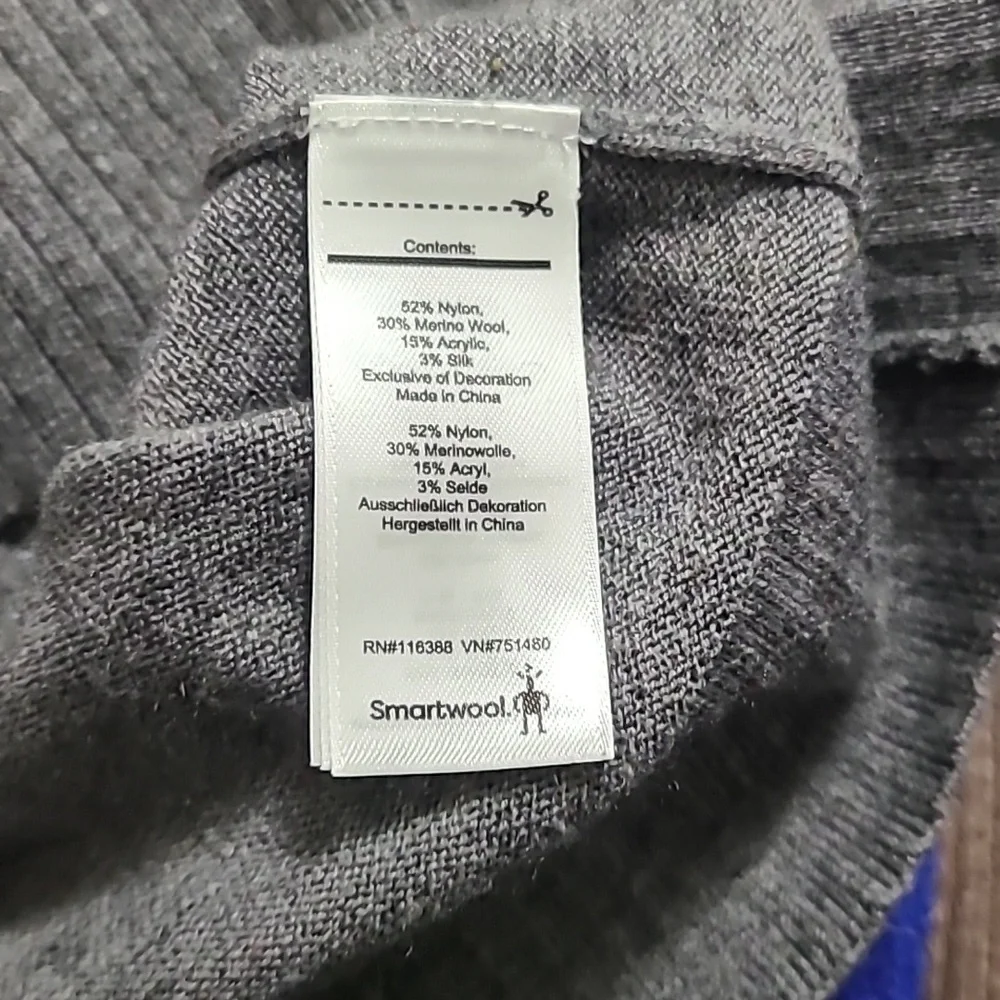 Contents:
52% Nylon,
30% Merino Wool,
15% Acrylic,
3% Silk
Exclusive of Decoration
Made in China
52% Nylon,
30% Merinowolle,
15% Acryl,
3% Seide
Ausschließlich Dekoration
Hergestellt in China
RN#116388 VN#751480
Smartwool.